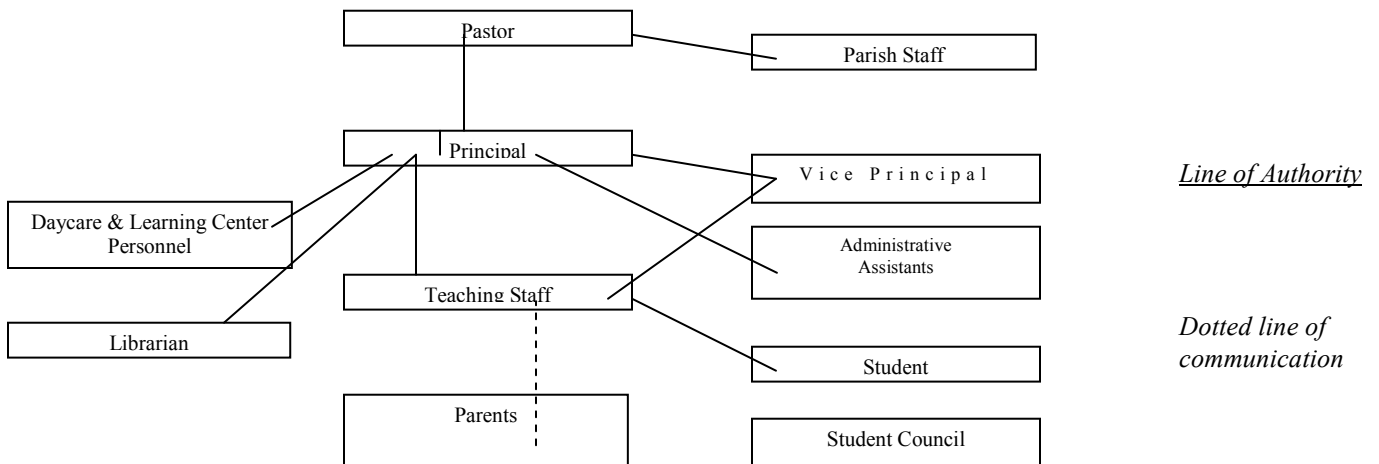 Pastor
Parish Staff
Principal
Vice Principal
Line of Authority
Daycare & Learning Center
Personnel
Administrative
Assistants
Teaching Staff
Dotted line of
communication
Librarian
Student
Parents
Student Council